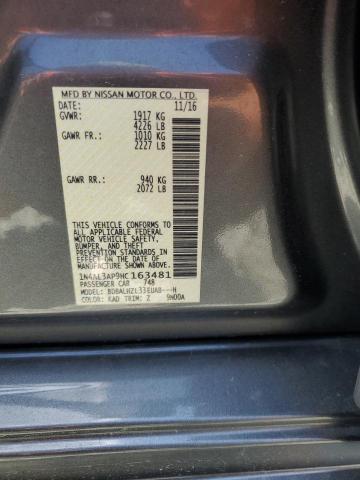 MFD BY NISSAN MOTOR CO., LTD.
DATE: 11/16
GVWR: 1917 KG
4226 LB
GAWR FR: 1010 KG
2227 LB
GAWR RR: 940 KG
2072 LB
THIS VEHICLE CONFORMS TO
ALL APPLICABLE FEDERAL
MOTOR VEHICLE SAFETY,
BUMPER, AND THEFT
PREVENTION STANDARDS IN
EFFECT ON THE DATE OF
MANUFACTURE SHOWN ABOVE.
1N4AL3AP9HC163481
PASSENGER CAR 748
MODEL: BDBALHZL33EUAB---H
COLOR: KAD TRIM: Z 9N00A